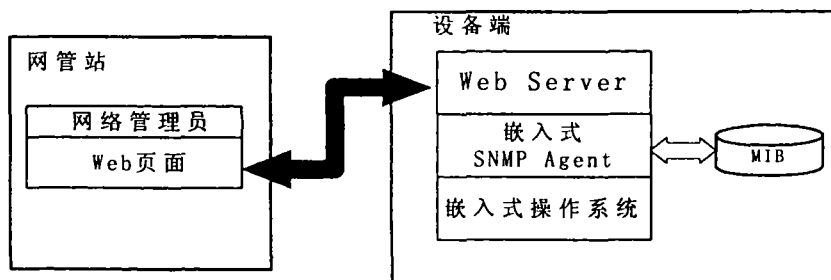 网管站
网络管理员
Web页面
设备端
Web Server
嵌入式
SNMP Agent
嵌入式操作系统
MIB